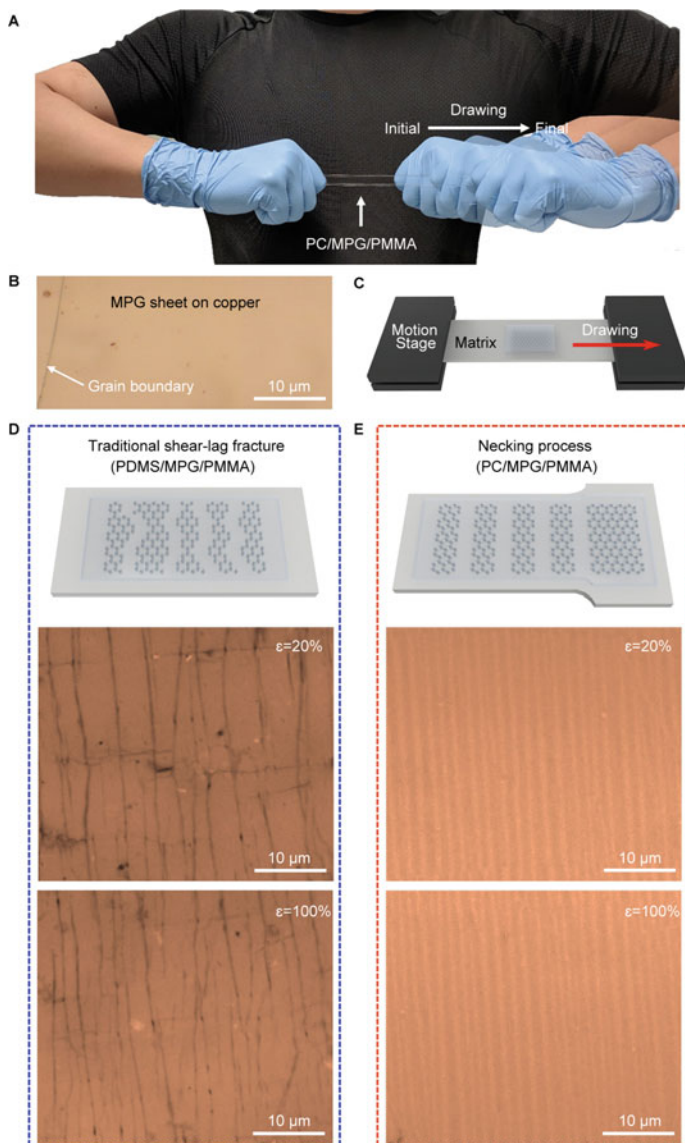 A
Drawing
Initial
Final
PC/MPG/PMMA
B
MPG sheet on copper
Grain boundary
10 µm
C
Motion
Stage
Matrix
Drawing
D
Traditional shear-lag fracture
(PDMS/MPG/PMMA)
ε=20%
10 µm
ε=100%
10 µm
E
Necking process
(PC/MPG/PMMA)
ε=20%
10 µm
ε=100%
10 µm